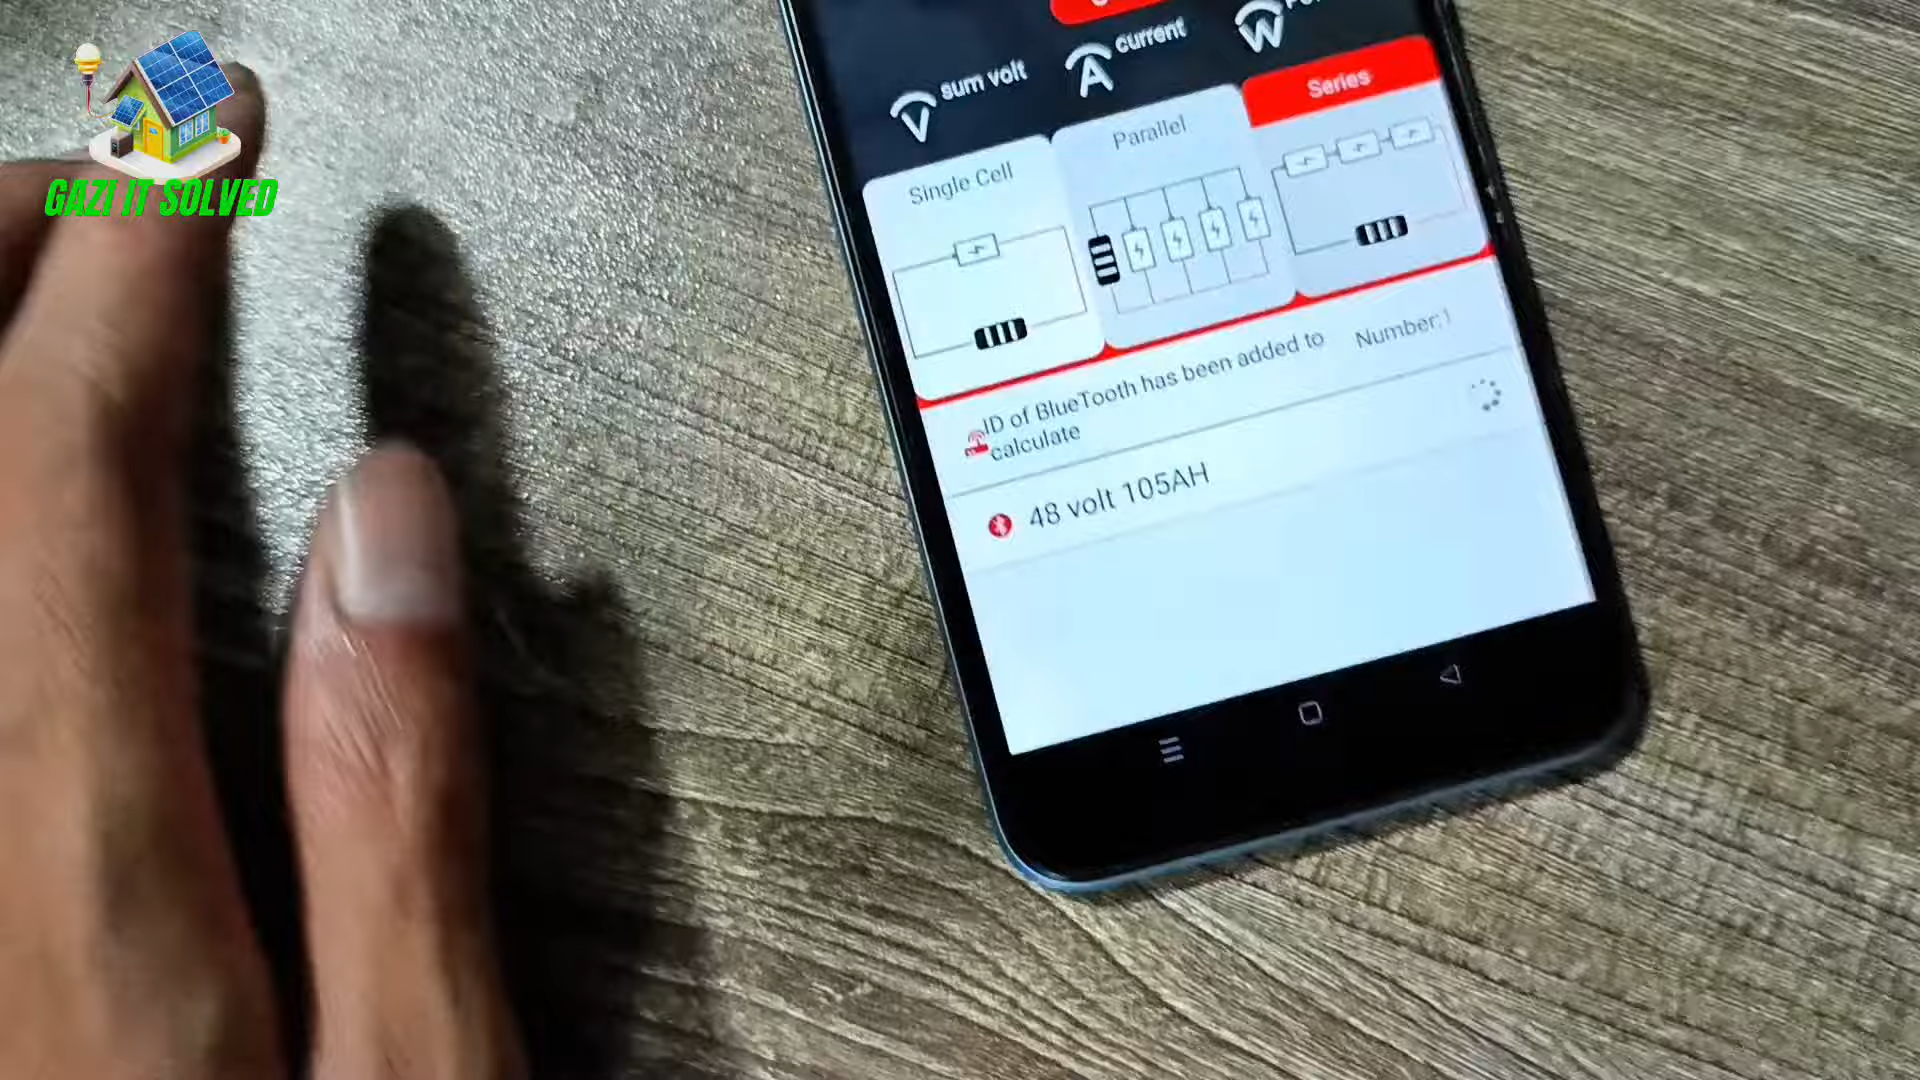 GAZI IT SOLVED
sum volt
current
Single Cell
Parallel
Series
ID of BlueTooth has been added to
calculate
Number:1
48 volt 105AH